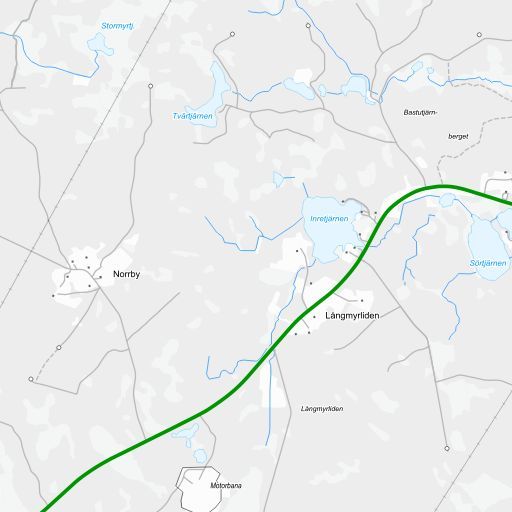 Stormyrtj
Tvärtjärnen
Bastutjärn-
berget
Inretjärnen
Sörtjärnen
Norrby
Långmyrliden
Långmyrliden
Motorbana